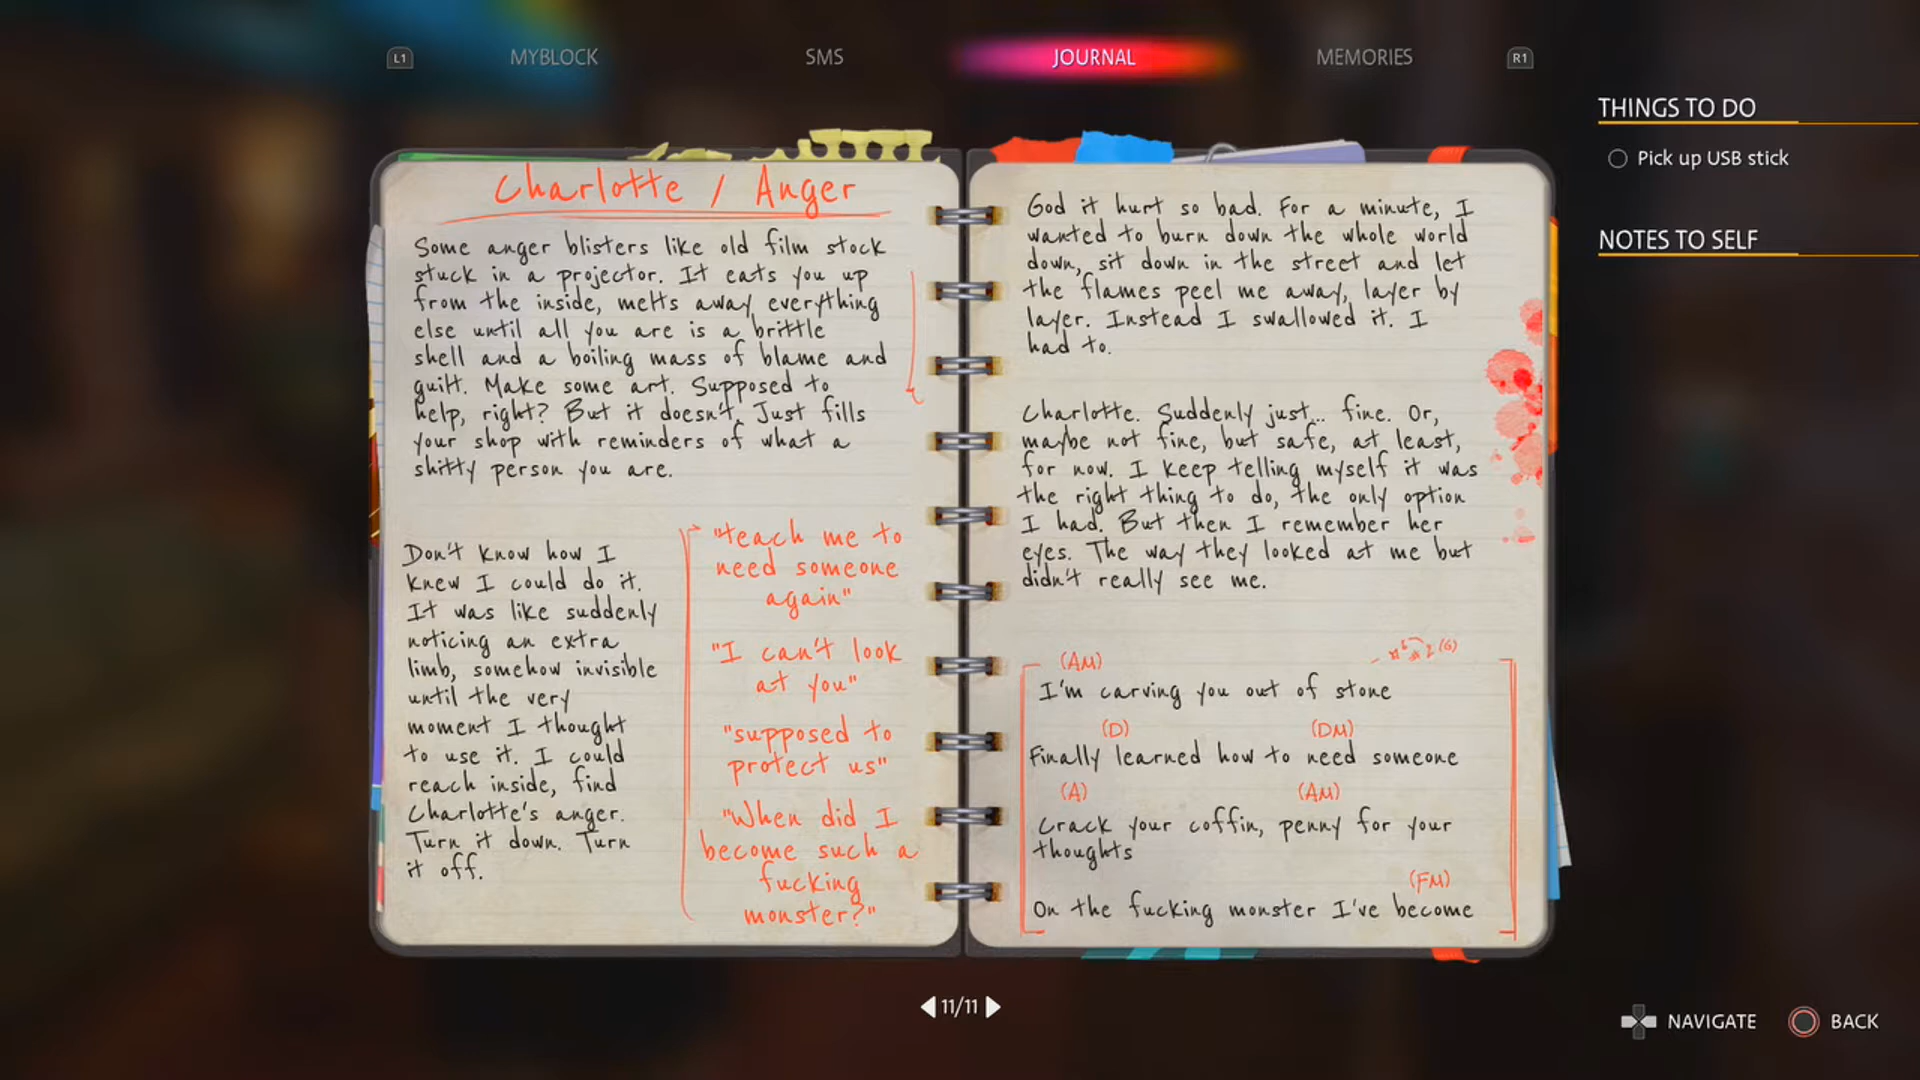 L1
MYBLOCK
SMS
JOURNAL
MEMORIES
R1
THINGS TO DO
Pick up USB stick
NOTES TO SELF
Charlotte / Anger
Some anger blisters like old film stock
stuck in a projector. It eats you up
from the inside, melts away everything
else until all you are is a brittle
shell and a boiling mass of blame and
guilt. Make some art. Supposed to
help, right? But it doesn't. Just fills
your shop with reminders of what a
shitty person you are.
Don't know how I
knew I could do it.
It was like suddenly
noticing an extra
limb, somehow invisible
until the very
moment I thought
to use it. I could
reach inside, find
Charlotte's anger.
Turn it down. Turn
it off.
"teach me to
need someone
again"
"I can't look
at you"
"supposed to
protect us"
"When did I
become such a
fucking
monster?"
God it hurt so bad. For a minute, I
wanted to burn down the whole world
down, sit down in the street and let
the flames peel me away, layer by
layer. Instead I swallowed it. I
had to.
Charlotte. Suddenly just... fine. Or,
maybe not fine, but safe, at least,
for now. I keep telling myself it was
the right thing to do, the only option
I had. But then I remember her
eyes. The way they looked at me but
didn't really see me.
(AM)
I'm carving you out of stone
(D) (DM)
Finally learned how to need someone
(A) (AM)
Crack your coffin, penny for your
thoughts
(FM)
On the fucking monster I've become
11/11
NAVIGATE
BACK